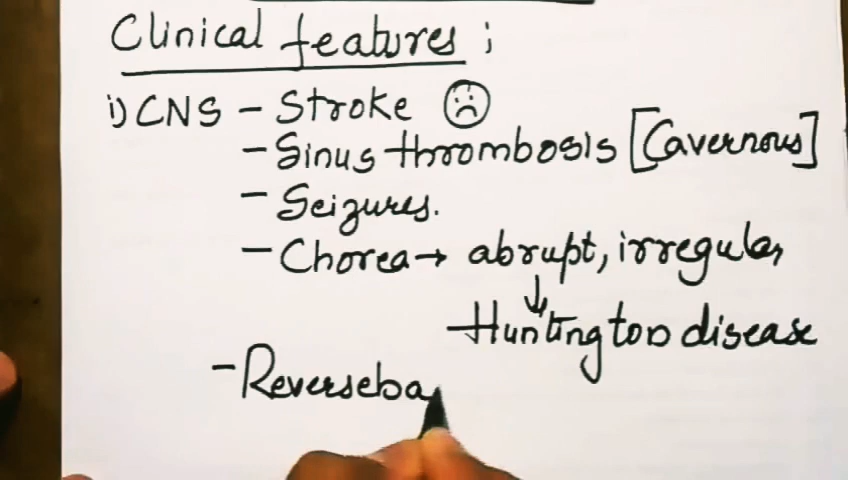 Clinical features ;
i) CNS - Stroke
- Sinus thrombosis [Cavernous]
- Seizures.
- Chorea → abrupt, irregular,
↓
Huntington disease
- Reverseba